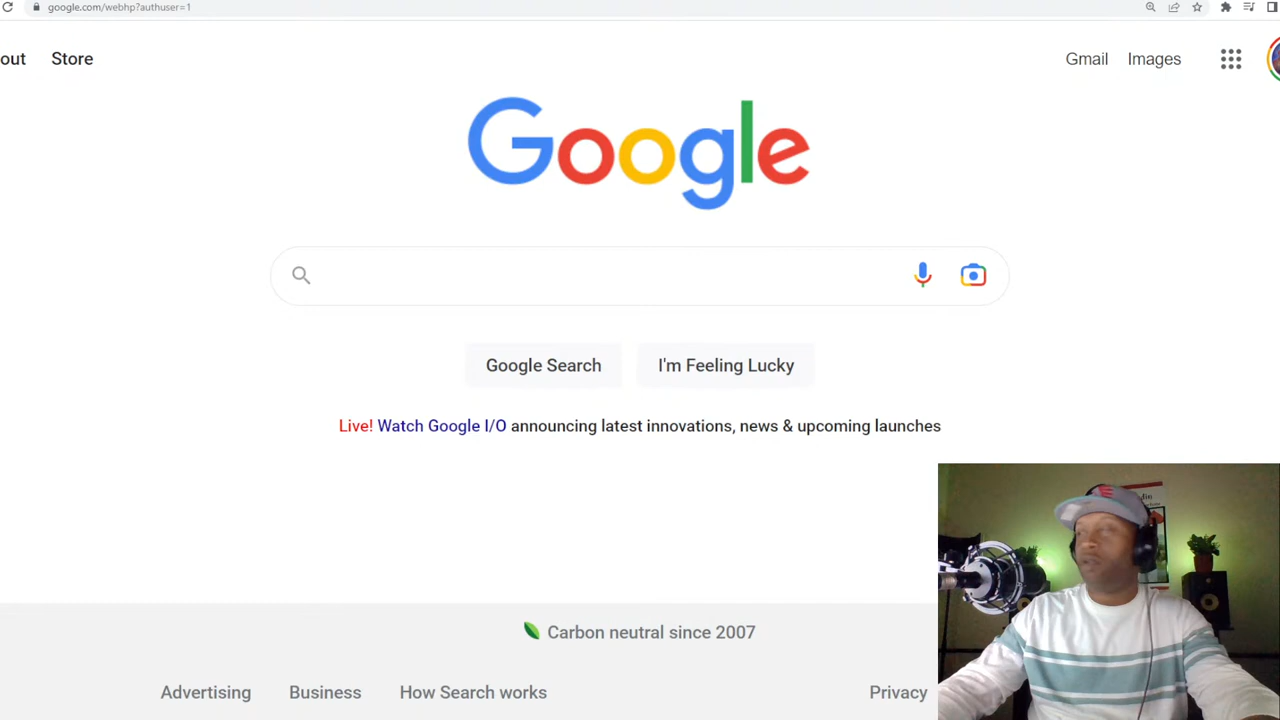 google.com/webhp?authuser=1
out Store
Gmail Images
Google
Google Search
I'm Feeling Lucky
Live! Watch Google I/O announcing latest innovations, news & upcoming launches
Carbon neutral since 2007
Advertising Business How Search works
Privacy